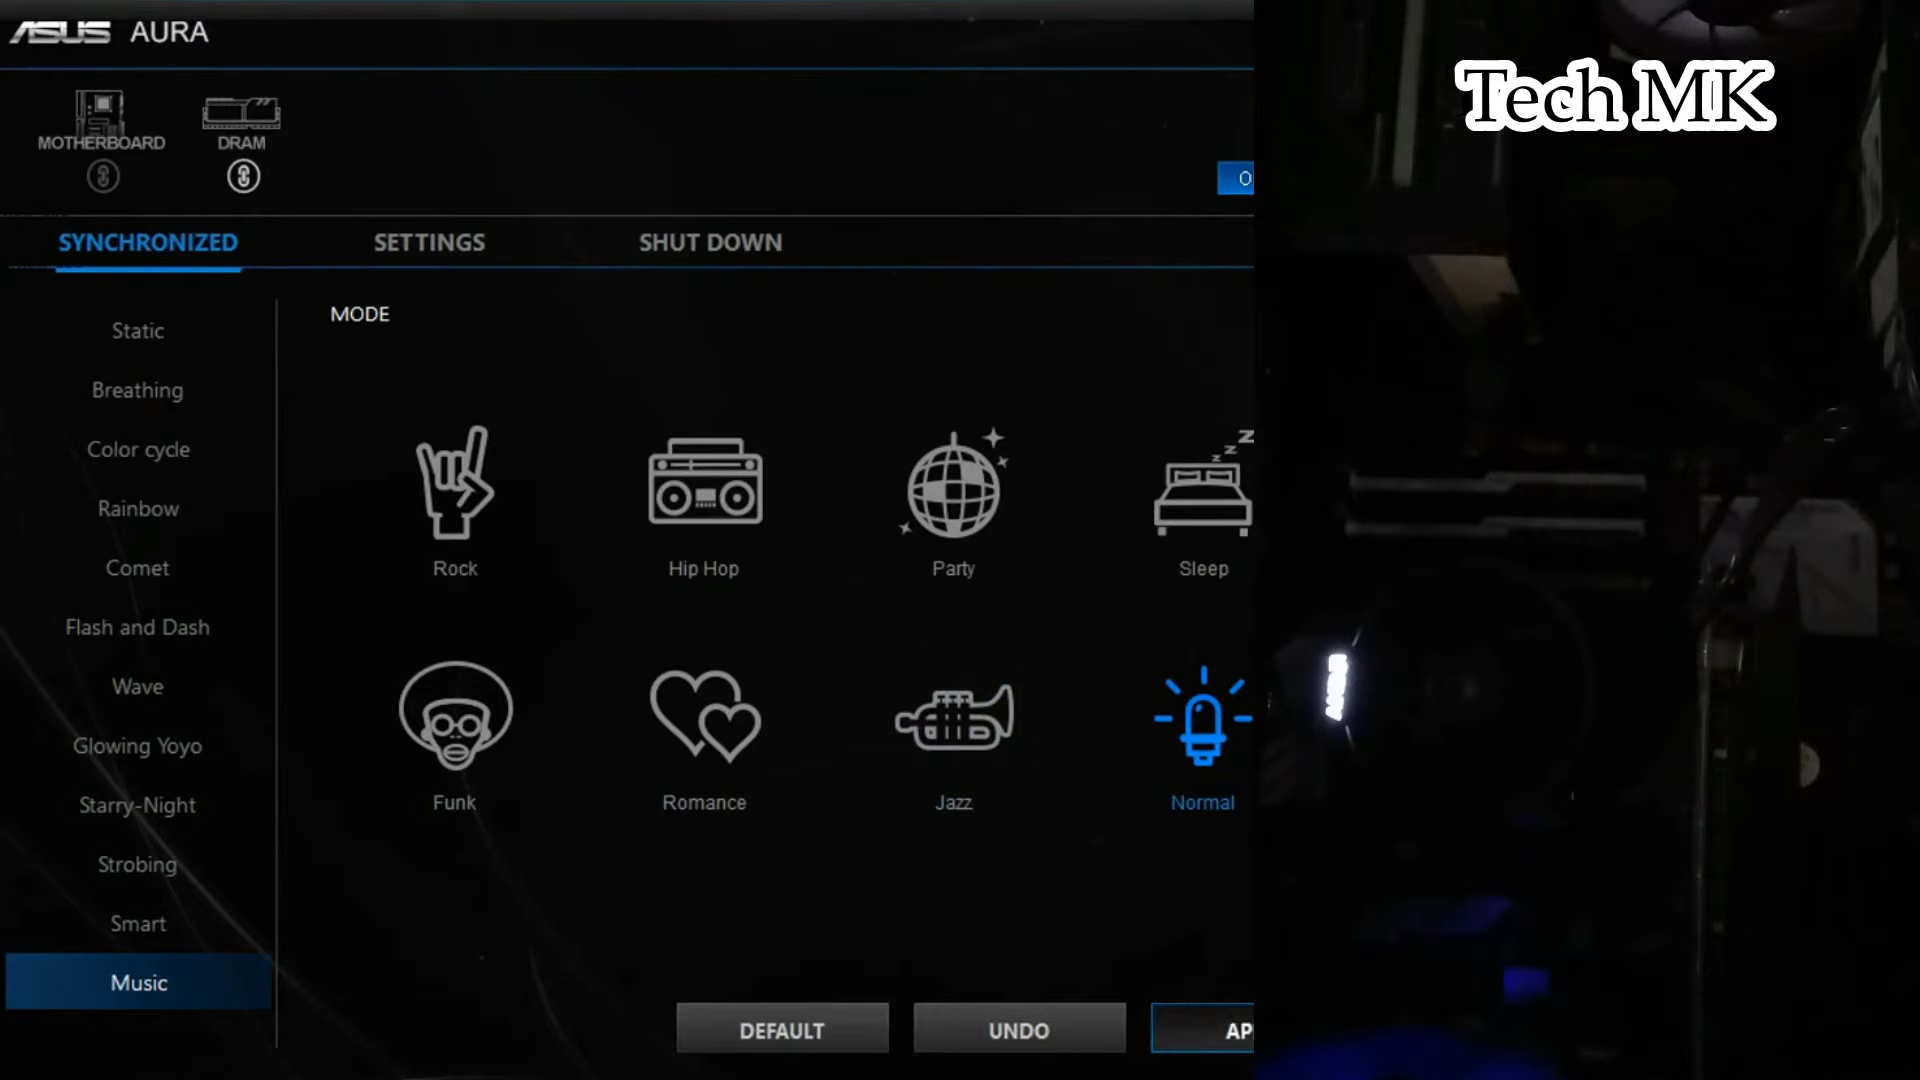 ASUS AURA
Tech MK
MOTHERBOARD
DRAM
O
SYNCHRONIZED
SETTINGS
SHUT DOWN
MODE
Static
Breathing
Color cycle
Rainbow
Comet
Flash and Dash
Wave
Glowing Yoyo
Starry-Night
Strobing
Smart
Music
Rock
Hip Hop
Party
Sleep
Funk
Romance
Jazz
Normal
DEFAULT
UNDO
AP